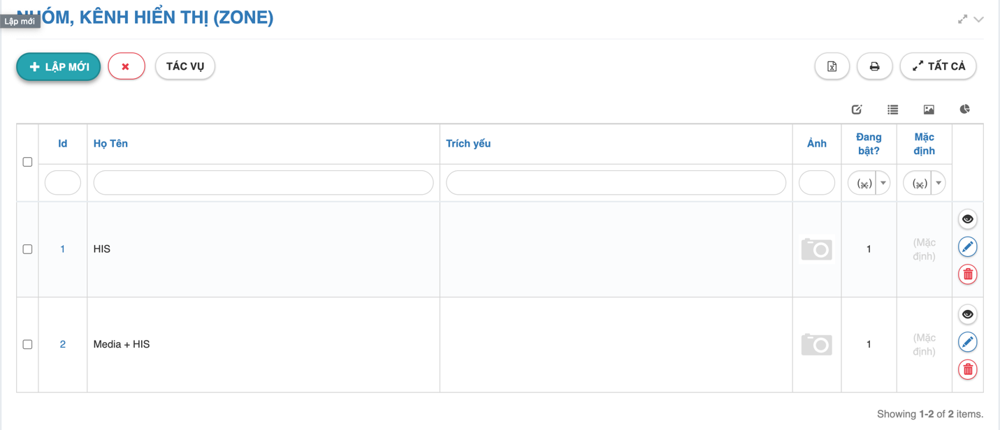 NHÓM, KÊNH HIỂN THỊ (ZONE)
Lập mới
LẬP MỚI
TÁC VỤ
TẤT CẢ
Id
Họ Tên
Trích yếu
Ảnh
Đang bật?
Mặc định
1
HIS
1
(Mặc định)
2
Media + HIS
1
(Mặc định)
Showing 1-2 of 2 items.